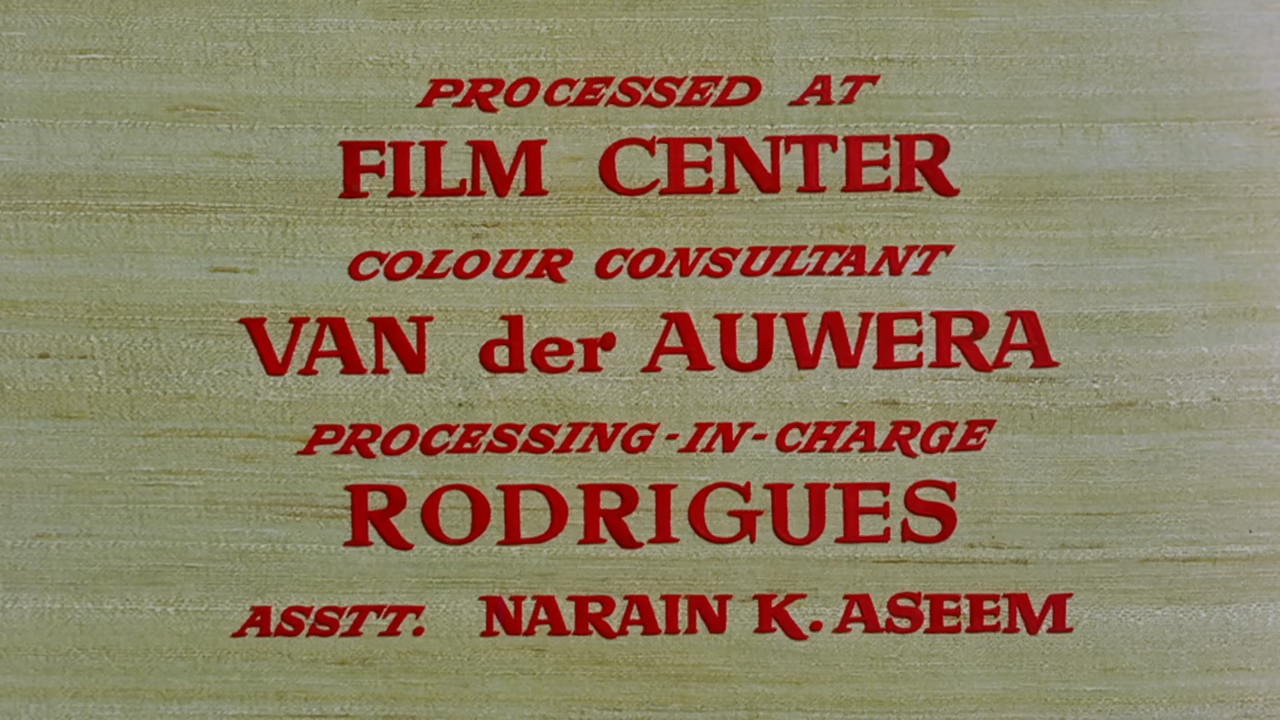 PROCESSED AT
FILM CENTER
COLOUR CONSULTANT
VAN der AUWERA
PROCESSING-IN-CHARGE
RODRIGUES
ASSTT. NARAIN K. ASEEM